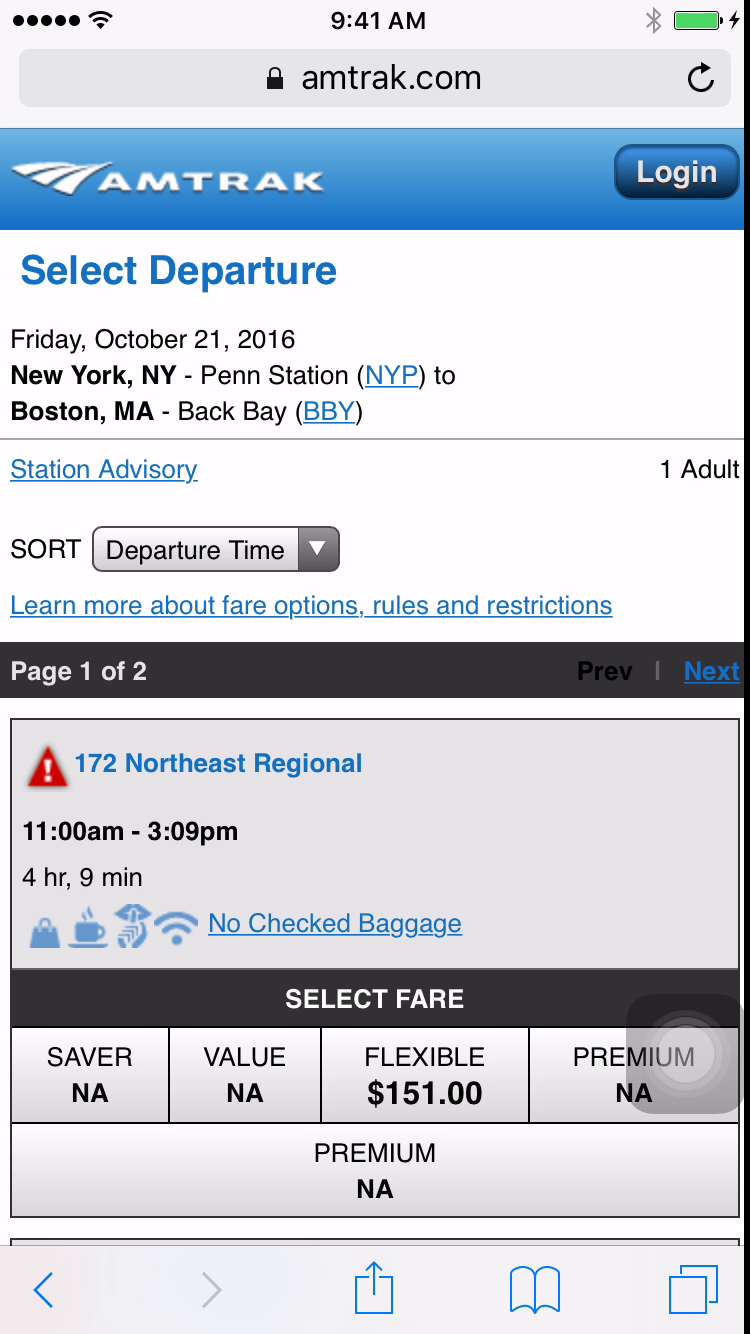 9:41 AM
amtrak.com
AMTRAK
Login
Select Departure
Friday, October 21, 2016
New York, NY - Penn Station (NYP) to
Boston, MA - Back Bay (BBY)
Station Advisory
1 Adult
SORT Departure Time
Learn more about fare options, rules and restrictions
Page 1 of 2
Prev | Next
172 Northeast Regional
11:00am - 3:09pm
4 hr, 9 min
No Checked Baggage
SELECT FARE
SAVER VALUE FLEXIBLE PREMIUM
NA NA $151.00 NA
PREMIUM
NA